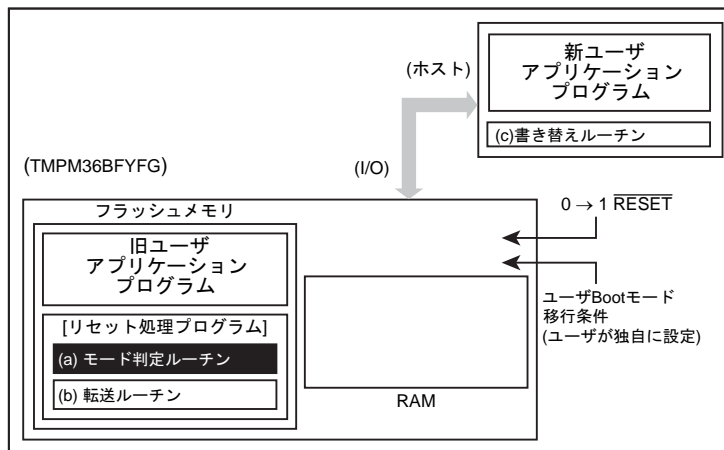 新ユーザ
アプリケーション
プログラム
(ホスト)
(c)書き替えルーチン
(TMPM36BFYFG)
(I/O)
フラッシュメモリ
0 → 1 RESET
旧ユーザ
アプリケーション
プログラム
ユーザBootモード
移行条件
(ユーザが独自に設定)
[リセット処理プログラム]
(a) モード判定ルーチン
(b) 転送ルーチン
RAM